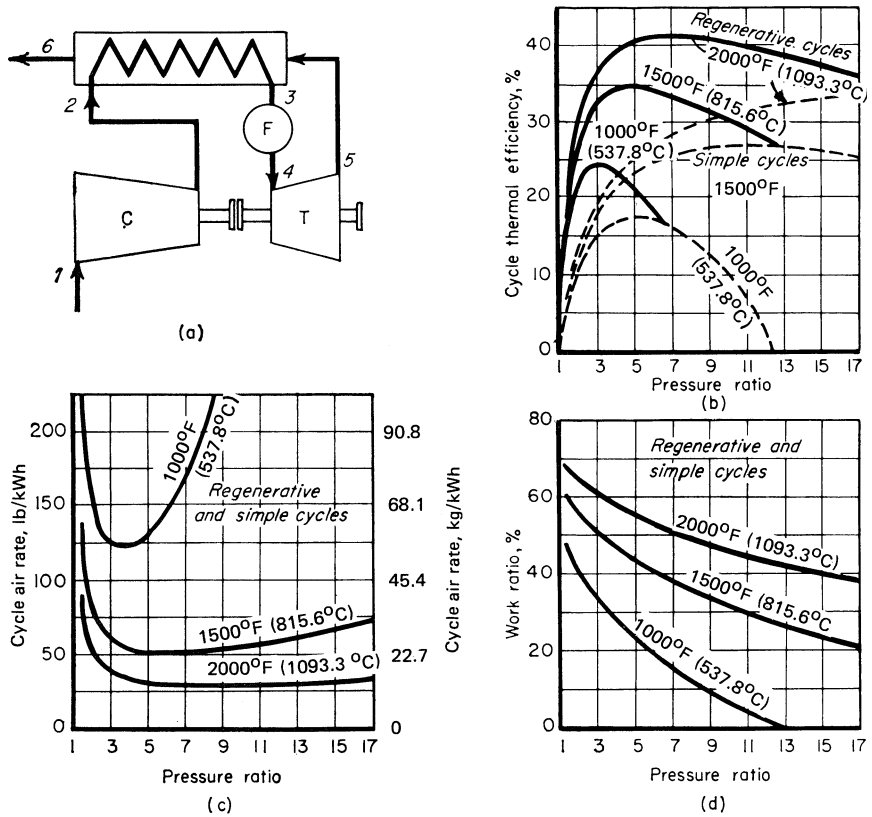 6
2
3
F
4
5
C
T
1
(a)
Cycle thermal efficiency, %
40
30
20
10
0
Regenerative cycles
2000°F (1093.3°C)
1500°F (815.6°C)
1000°F
(537.8°C)
Simple cycles
1500°F
1000°F
(537.8°C)
1 3 5 7 9 11 13 15 17
Pressure ratio
(b)
Cycle air rate, lb/kWh
200
150
100
50
0
1000°F
(537.8°C)
Regenerative
and simple cycles
1500°F (815.6°C)
2000°F (1093.3 °C)
90.8
68.1
45.4
22.7
0
Cycle air rate, kg/kWh
1 3 5 7 9 11 13 15 17
Pressure ratio
(c)
Work ratio, %
80
60
40
20
0
Regenerative and
simple cycles
2000°F (1093.3°C)
1500°F (815.6°C
1000°F (537.8°C)
1 3 5 7 9 11 13 15 17
Pressure ratio
(d)